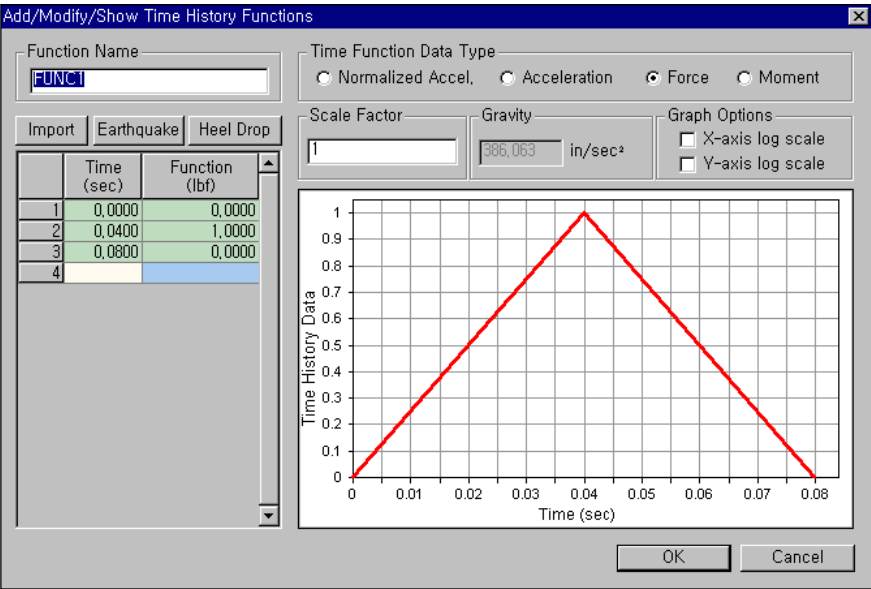 Add/Modify/Show Time History Functions
Function Name
FUNC1
Time Function Data Type
Normalized Accel,
Acceleration
Force
Moment
Import
Earthquake
Heel Drop
Scale Factor
1
Gravity
386,063
in/sec²
Graph Options
X-axis log scale
Y-axis log scale
Time (sec) Function (lbf)
1 0,0000 0,0000
2 0,0400 1,0000
3 0,0800 0,0000
4
Time History Data
1
0.9
0.8
0.7
0.6
0.5
0.4
0.3
0.2
0.1
0
0 0.01 0.02 0.03 0.04 0.05 0.06 0.07 0.08
Time (sec)
OK
Cancel